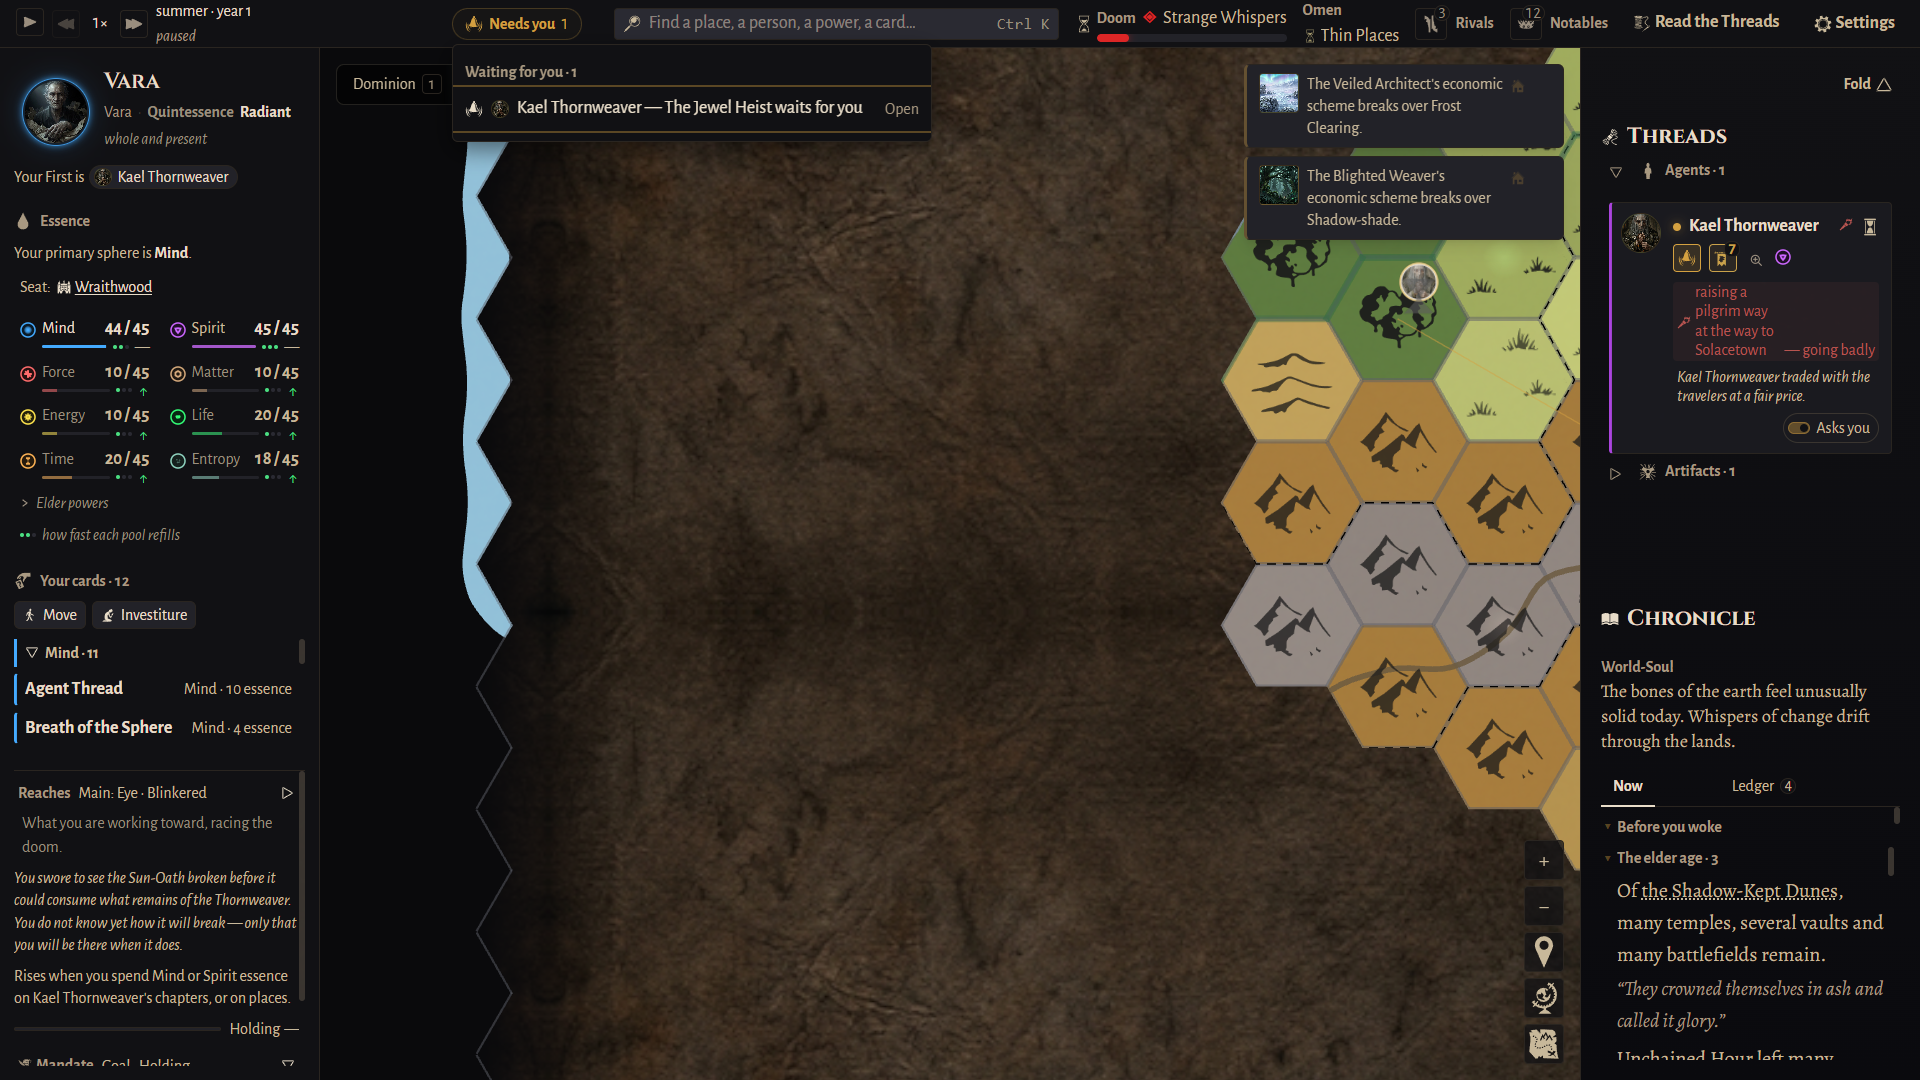 1×
summer · year 1
paused
Needs you 1
Find a place, a person, a power, a card...
Ctrl K
Doom
Strange Whispers
Omen
Thin Places
3
Rivals
12
Notables
Read the Threads
Settings
VARA
Vara · Quintessence Radiant
whole and present
Your First is Kael Thornweaver
Essence
Your primary sphere is Mind.
Seat: Wraithwood
Mind 44 / 45
Spirit 45 / 45
Force 10 / 45
Matter 10 / 45
Energy 10 / 45
Life 20 / 45
Time 20 / 45
Entropy 18 / 45
> Elder powers
how fast each pool refills
Your cards · 12
Move
Investiture
Mind · 11
Agent Thread Mind · 10 essence
Breath of the Sphere Mind · 4 essence
Reaches Main: Eye · Blinkered
What you are working toward, racing the
doom.
You swore to see the Sun-Oath broken before it
could consume what remains of the Thornweaver.
You do not know yet how it will break — only that
you will be there when it does.
Rises when you spend Mind or Spirit essence
on Kael Thornweaver's chapters, or on places.
Holding —
Mandate Goal · Holding
Dominion 1
Waiting for you · 1
Kael Thornweaver — The Jewel Heist waits for you Open
The Veiled Architect's economic
scheme breaks over Frost
Clearing.
The Blighted Weaver's
economic scheme breaks over
Shadow-shade.
+
−
Fold
THREADS
Agents · 1
Kael Thornweaver
7
raising a
pilgrim way
at the way to
Solacetown — going badly
Kael Thornweaver traded with the
travelers at a fair price.
Asks you
Artifacts · 1
CHRONICLE
World-Soul
The bones of the earth feel unusually
solid today. Whispers of change drift
through the lands.
Now
Ledger 4
Before you woke
The elder age · 3
Of the Shadow-Kept Dunes,
many temples, several vaults and
many battlefields remain.
“They crowned themselves in ash and
called it glory.”
Unchained Hour left many